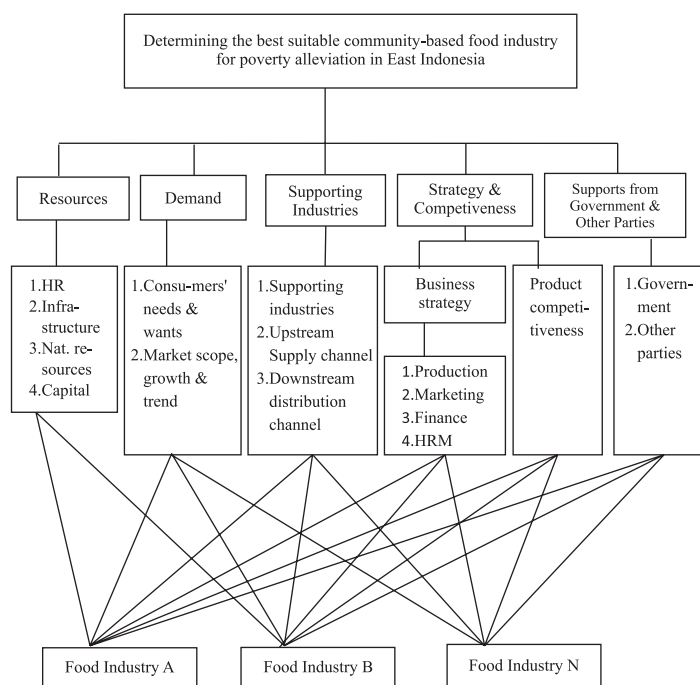 Determining the best suitable community-based food industry
for poverty alleviation in East Indonesia
Resources
Demand
Supporting
Industries
Strategy &
Competiveness
Supports from
Government &
Other Parties
1.HR
2.Infra-
structure
3.Nat. re-
sources
4.Capital
1.Consu-mers'
needs &
wants
2.Market scope,
growth &
trend
1.Supporting
industries
2.Upstream
Supply channel
3.Downstream
distribution
channel
Business
strategy
1.Production
2.Marketing
3.Finance
4.HRM
Product
competi-
tiveness
1.Govern-
ment
2.Other
parties
Food Industry A
Food Industry B
Food Industry N